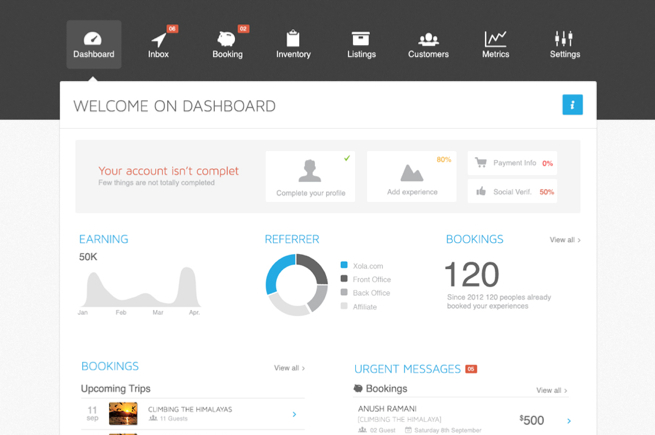 06
02
Dashboard
Inbox
Booking
Inventory
Listings
Customers
Metrics
Settings
WELCOME ON DASHBOARD
i
Your account isn't complet
Few things are not totally completed
Complete your profile
80%
Add experience
Payment Info 0%
Social Verif. 50%
EARNING
50K
Jan Feb Mar Apr.
REFERRER
Xola.com
Front Office
Back Office
Affiliate
BOOKINGS
View all >
120
Since 2012 120 peoples already
booked your experiences
BOOKINGS
View all >
Upcoming Trips
11
sep
CLIMBING THE HIMALAYAS
11 Guests
URGENT MESSAGES 05
Bookings
View all >
ANUSH RAMANI
[CLIMBING THE HIMALAYA]
02 Guest Saturday 8th September
$500